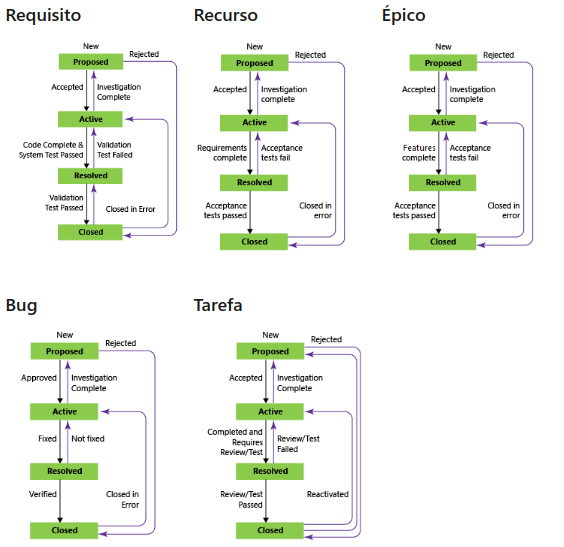 Requisito
New
Proposed
Rejected
Accepted
Investigation
Complete
Active
Code Complete &
System Test Passed
Validation
Test Failed
Resolved
Validation
Test Passed
Closed in Error
Closed
Recurso
New
Proposed
Rejected
Accepted
Investigation
complete
Active
Requirements
complete
Acceptance
tests fail
Resolved
Acceptance
tests passed
Closed in
error
Closed
Épico
New
Proposed
Rejected
Accepted
Investigation
complete
Active
Features
complete
Acceptance
tests fail
Resolved
Acceptance
tests passed
Closed in
error
Closed
Bug
New
Proposed
Rejected
Approved
Investigation
Complete
Active
Fixed
Not fixed
Resolved
Verified
Closed in
Error
Closed
Tarefa
New
Proposed
Rejected
Accepted
Investigation
Complete
Active
Completed and
Requires
Review/Test
Review/Test
Failed
Resolved
Review/Test
Passed
Reactivated
Closed